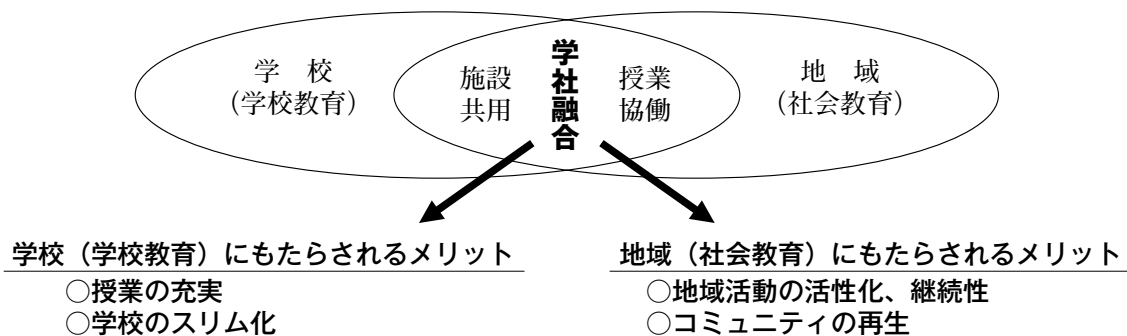 学　校
（学校教育）
施設
共用
学社融合
授業
協働
地　域
（社会教育）
学校（学校教育）にもたらされるメリット
○授業の充実
○学校のスリム化
地域（社会教育）にもたらされるメリット
○地域活動の活性化、継続性
○コミュニティの再生